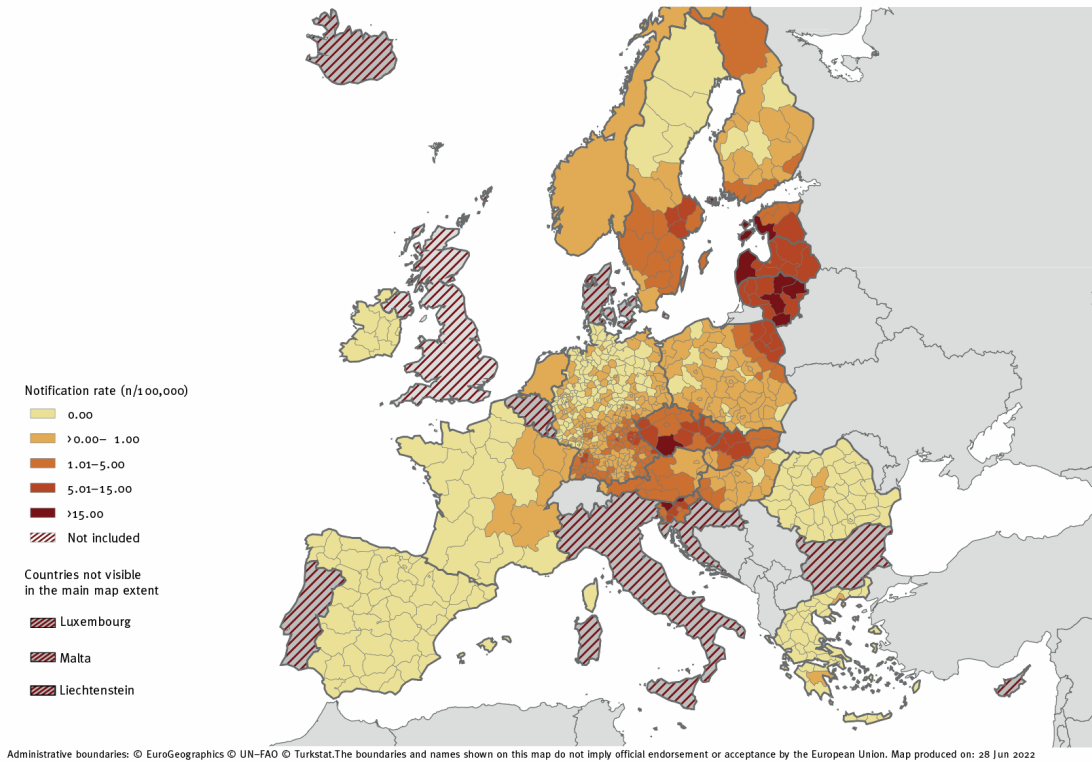 Notification rate (n/100,000)
0.00
>0.00– 1.00
1.01–5.00
5.01–15.00
>15.00
Not included
Countries not visible
in the main map extent
Luxembourg
Malta
Liechtenstein
Administrative boundaries: © EuroGeographics © UN–FAO © Turkstat.The boundaries and names shown on this map do not imply official endorsement or acceptance by the European Union. Map produced on: 28 Jun 2022